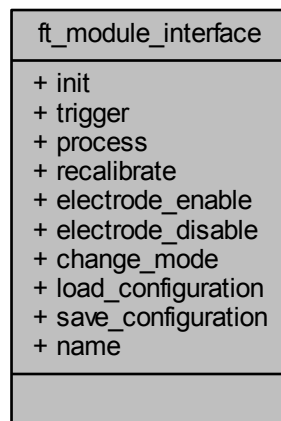 ft_module_interface
+ init
+ trigger
+ process
+ recalibrate
+ electrode_enable
+ electrode_disable
+ change_mode
+ load_configuration
+ save_configuration
+ name